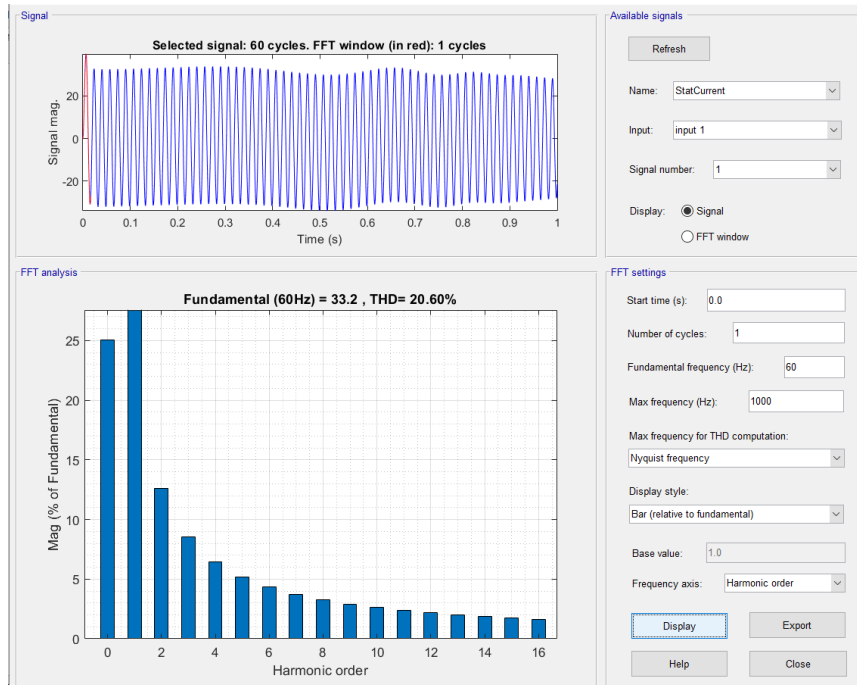 Signal
Selected signal: 60 cycles. FFT window (in red): 1 cycles
20
0
-20
Signal mag.
0 0.1 0.2 0.3 0.4 0.5 0.6 0.7 0.8 0.9 1
Time (s)
Available signals
Refresh
Name: StatCurrent
Input: input 1
Signal number: 1
Display: Signal
FFT window
FFT analysis
Fundamental (60Hz) = 33.2 , THD= 20.60%
25
20
15
10
5
0
Mag (% of Fundamental)
0 2 4 6 8 10 12 14 16
Harmonic order
FFT settings
Start time (s): 0.0
Number of cycles: 1
Fundamental frequency (Hz): 60
Max frequency (Hz): 1000
Max frequency for THD computation:
Nyquist frequency
Display style:
Bar (relative to fundamental)
Base value: 1.0
Frequency axis: Harmonic order
Display Export
Help Close